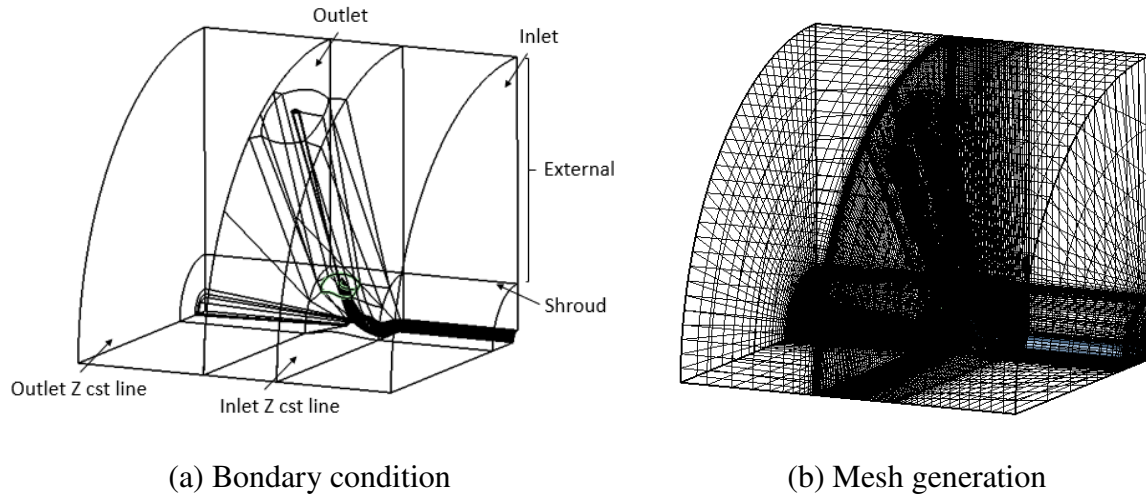 Outlet
Inlet
External
Shroud
Outlet Z cst line
Inlet Z cst line
(a) Bondary condition
(b) Mesh generation